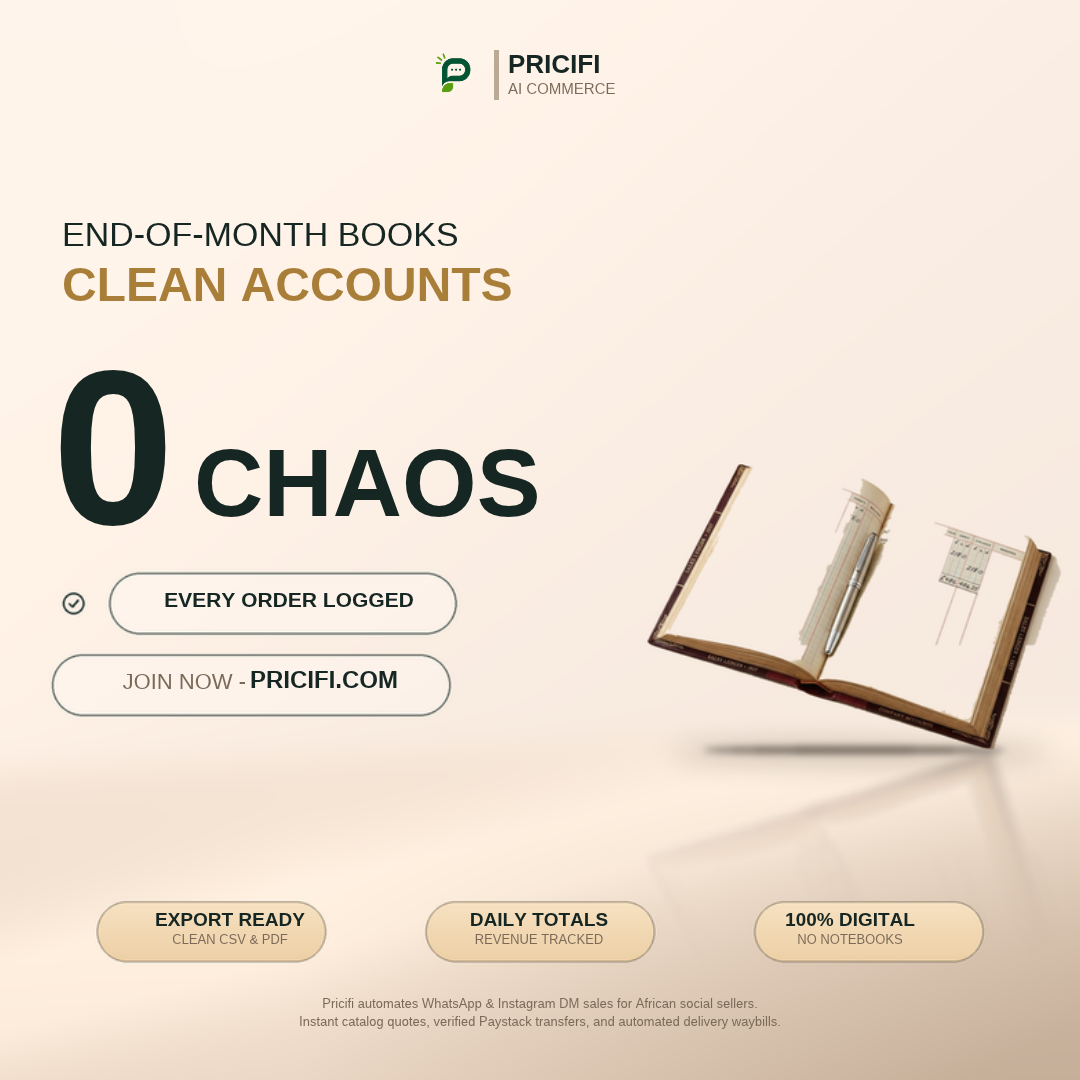 PRICIFI
AI COMMERCE
END-OF-MONTH BOOKS
CLEAN ACCOUNTS
0 CHAOS
EVERY ORDER LOGGED
JOIN NOW - PRICIFI.COM
EXPORT READY
CLEAN CSV & PDF
DAILY TOTALS
REVENUE TRACKED
100% DIGITAL
NO NOTEBOOKS
Pricifi automates WhatsApp & Instagram DM sales for African social sellers.
Instant catalog quotes, verified Paystack transfers, and automated delivery waybills.